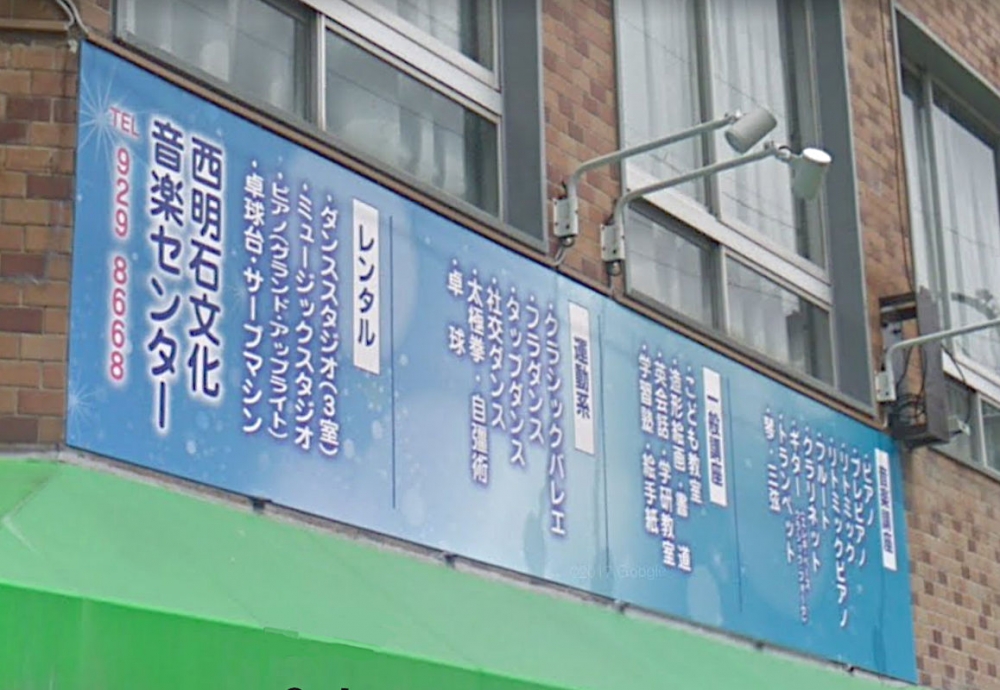 音楽講座
・ピアノ
・プレピアノ
・リトミック
・リトミックピアノ
・フルート
・クラリネット
・ギター
・トランペット
・琴・三弦
一般講座
・こども教室
・造形絵画・書道
・英会話・学研教室
・学習塾・絵手紙
運動系
・クラシックバレエ
・フラダンス
・タップダンス
・社交ダンス
・太極拳・自彊術
・卓球
レンタル
・ダンススタジオ(3室)
・ミュージックスタジオ
・ピアノ(グランド・アップライト)
・卓球台・サーブマシン
西明石文化
音楽センター
TEL 929 8668